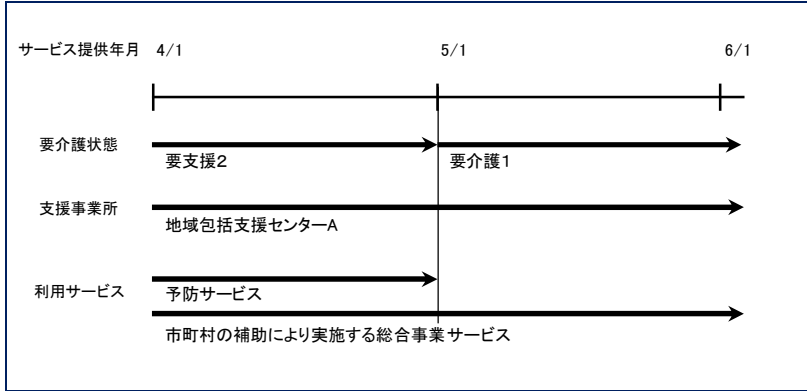 サービス提供年月 4/1 5/1 6/1
要介護状態
要支援2 要介護1
支援事業所
地域包括支援センターA
利用サービス
予防サービス
市町村の補助により実施する総合事業サービス